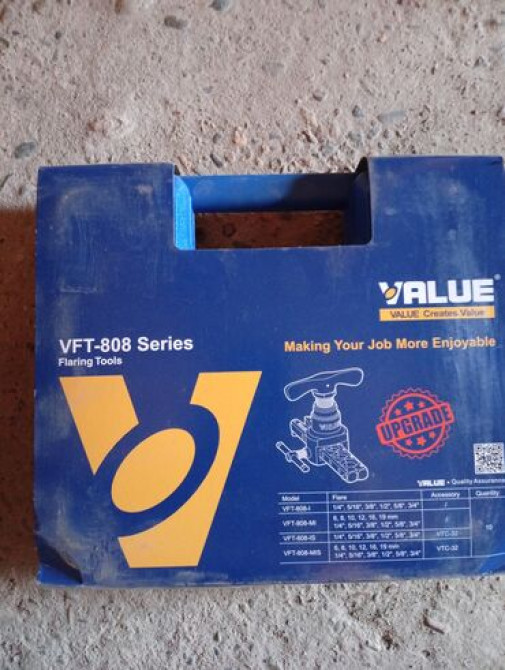 VALUE®
VALUE Creates Value
VFT-808 Series
Flaring Tools
Making Your Job More Enjoyable
UPGRADE
VALUE • Quality Assurance
Model Flare Accessory Quantity
VFT-808-I 1/4", 5/16", 3/8", 1/2", 5/8", 3/4" /
VFT-808-MI 6, 8, 10, 12, 16, 19 mm
1/4", 5/16", 3/8", 1/2", 5/8", 3/4" /
10
VFT-808-IS 1/4", 5/16", 3/8", 1/2", 5/8", 3/4" VTC-32
VFT-808-MIS 6, 8, 10, 12, 16, 19 mm
1/4", 5/16", 3/8", 1/2", 5/8", 3/4" VTC-32